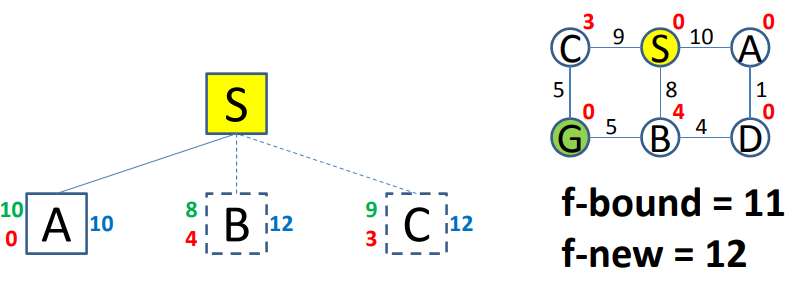 3 0 0
C 9 S 10 A
5 8 1
0 4 0
G 5 B 4 D
S
10 A 10
0
8 B 12
4
9 C 12
3
f-bound = 11
f-new = 12